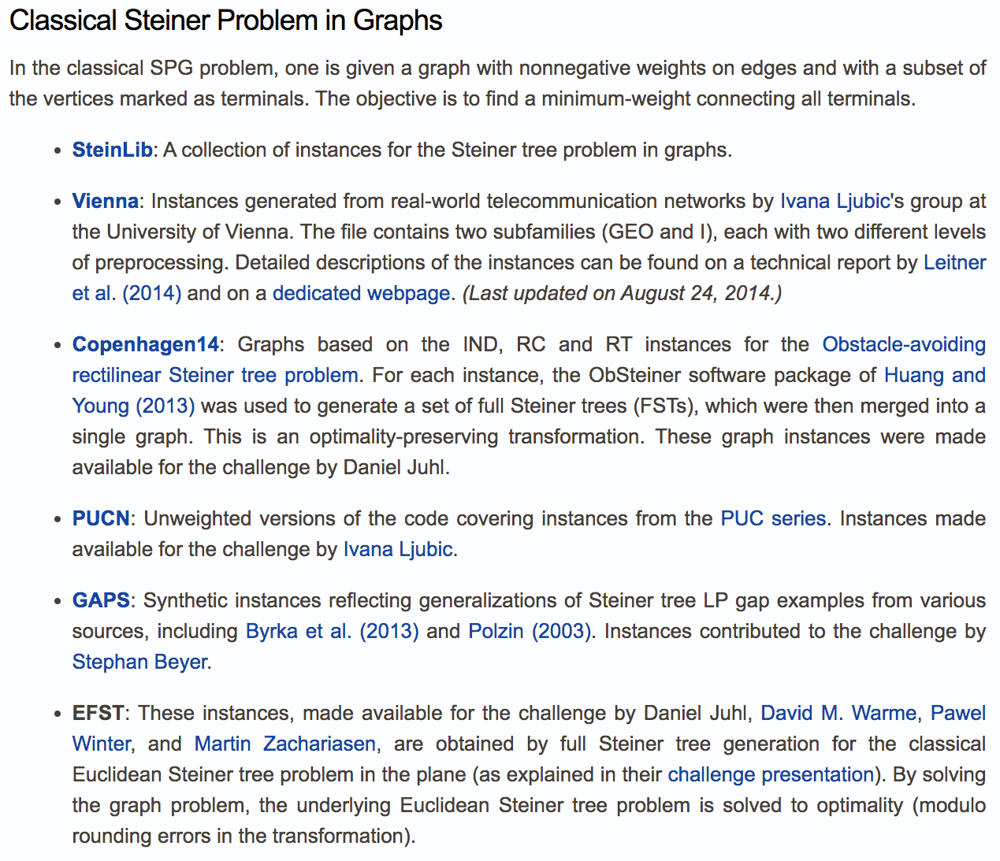 Classical Steiner Problem in Graphs
In the classical SPG problem, one is given a graph with nonnegative weights on edges and with a subset of
the vertices marked as terminals. The objective is to find a minimum-weight connecting all terminals.
• SteinLib: A collection of instances for the Steiner tree problem in graphs.
• Vienna: Instances generated from real-world telecommunication networks by Ivana Ljubic's group at
the University of Vienna. The file contains two subfamilies (GEO and I), each with two different levels
of preprocessing. Detailed descriptions of the instances can be found on a technical report by Leitner
et al. (2014) and on a dedicated webpage. (Last updated on August 24, 2014.)
• Copenhagen14: Graphs based on the IND, RC and RT instances for the Obstacle-avoiding
rectilinear Steiner tree problem. For each instance, the ObSteiner software package of Huang and
Young (2013) was used to generate a set of full Steiner trees (FSTs), which were then merged into a
single graph. This is an optimality-preserving transformation. These graph instances were made
available for the challenge by Daniel Juhl.
• PUCN: Unweighted versions of the code covering instances from the PUC series. Instances made
available for the challenge by Ivana Ljubic.
• GAPS: Synthetic instances reflecting generalizations of Steiner tree LP gap examples from various
sources, including Byrka et al. (2013) and Polzin (2003). Instances contributed to the challenge by
Stephan Beyer.
• EFST: These instances, made available for the challenge by Daniel Juhl, David M. Warme, Pawel
Winter, and Martin Zachariasen, are obtained by full Steiner tree generation for the classical
Euclidean Steiner tree problem in the plane (as explained in their challenge presentation). By solving
the graph problem, the underlying Euclidean Steiner tree problem is solved to optimality (modulo
rounding errors in the transformation).